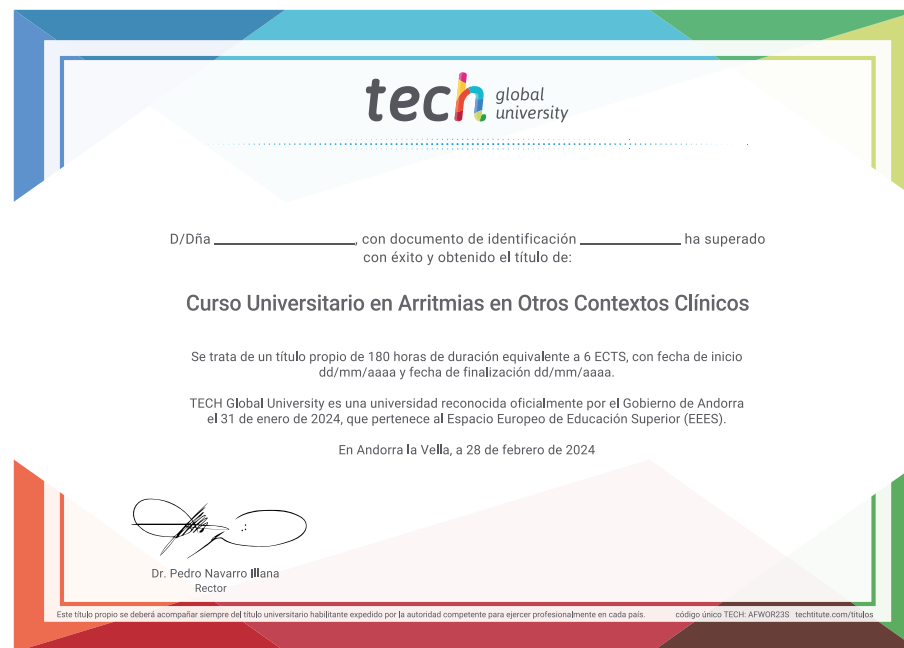 tech global university
D/Dña ______________, con documento de identificación __________ ha superado
con éxito y obtenido el título de:
Curso Universitario en Arritmias en Otros Contextos Clínicos
Se trata de un título propio de 180 horas de duración equivalente a 6 ECTS, con fecha de inicio
dd/mm/aaaa y fecha de finalización dd/mm/aaaa.
TECH Global University es una universidad reconocida oficialmente por el Gobierno de Andorra
el 31 de enero de 2024, que pertenece al Espacio Europeo de Educación Superior (EEES).
En Andorra la Vella, a 28 de febrero de 2024
Dr. Pedro Navarro Illana
Rector
Este título propio se deberá acompañar siempre del título universitario habilitante expedido por la autoridad competente para ejercer profesionalmente en cada país. código único TECH: AFWOR23S techtitute.com/titulos